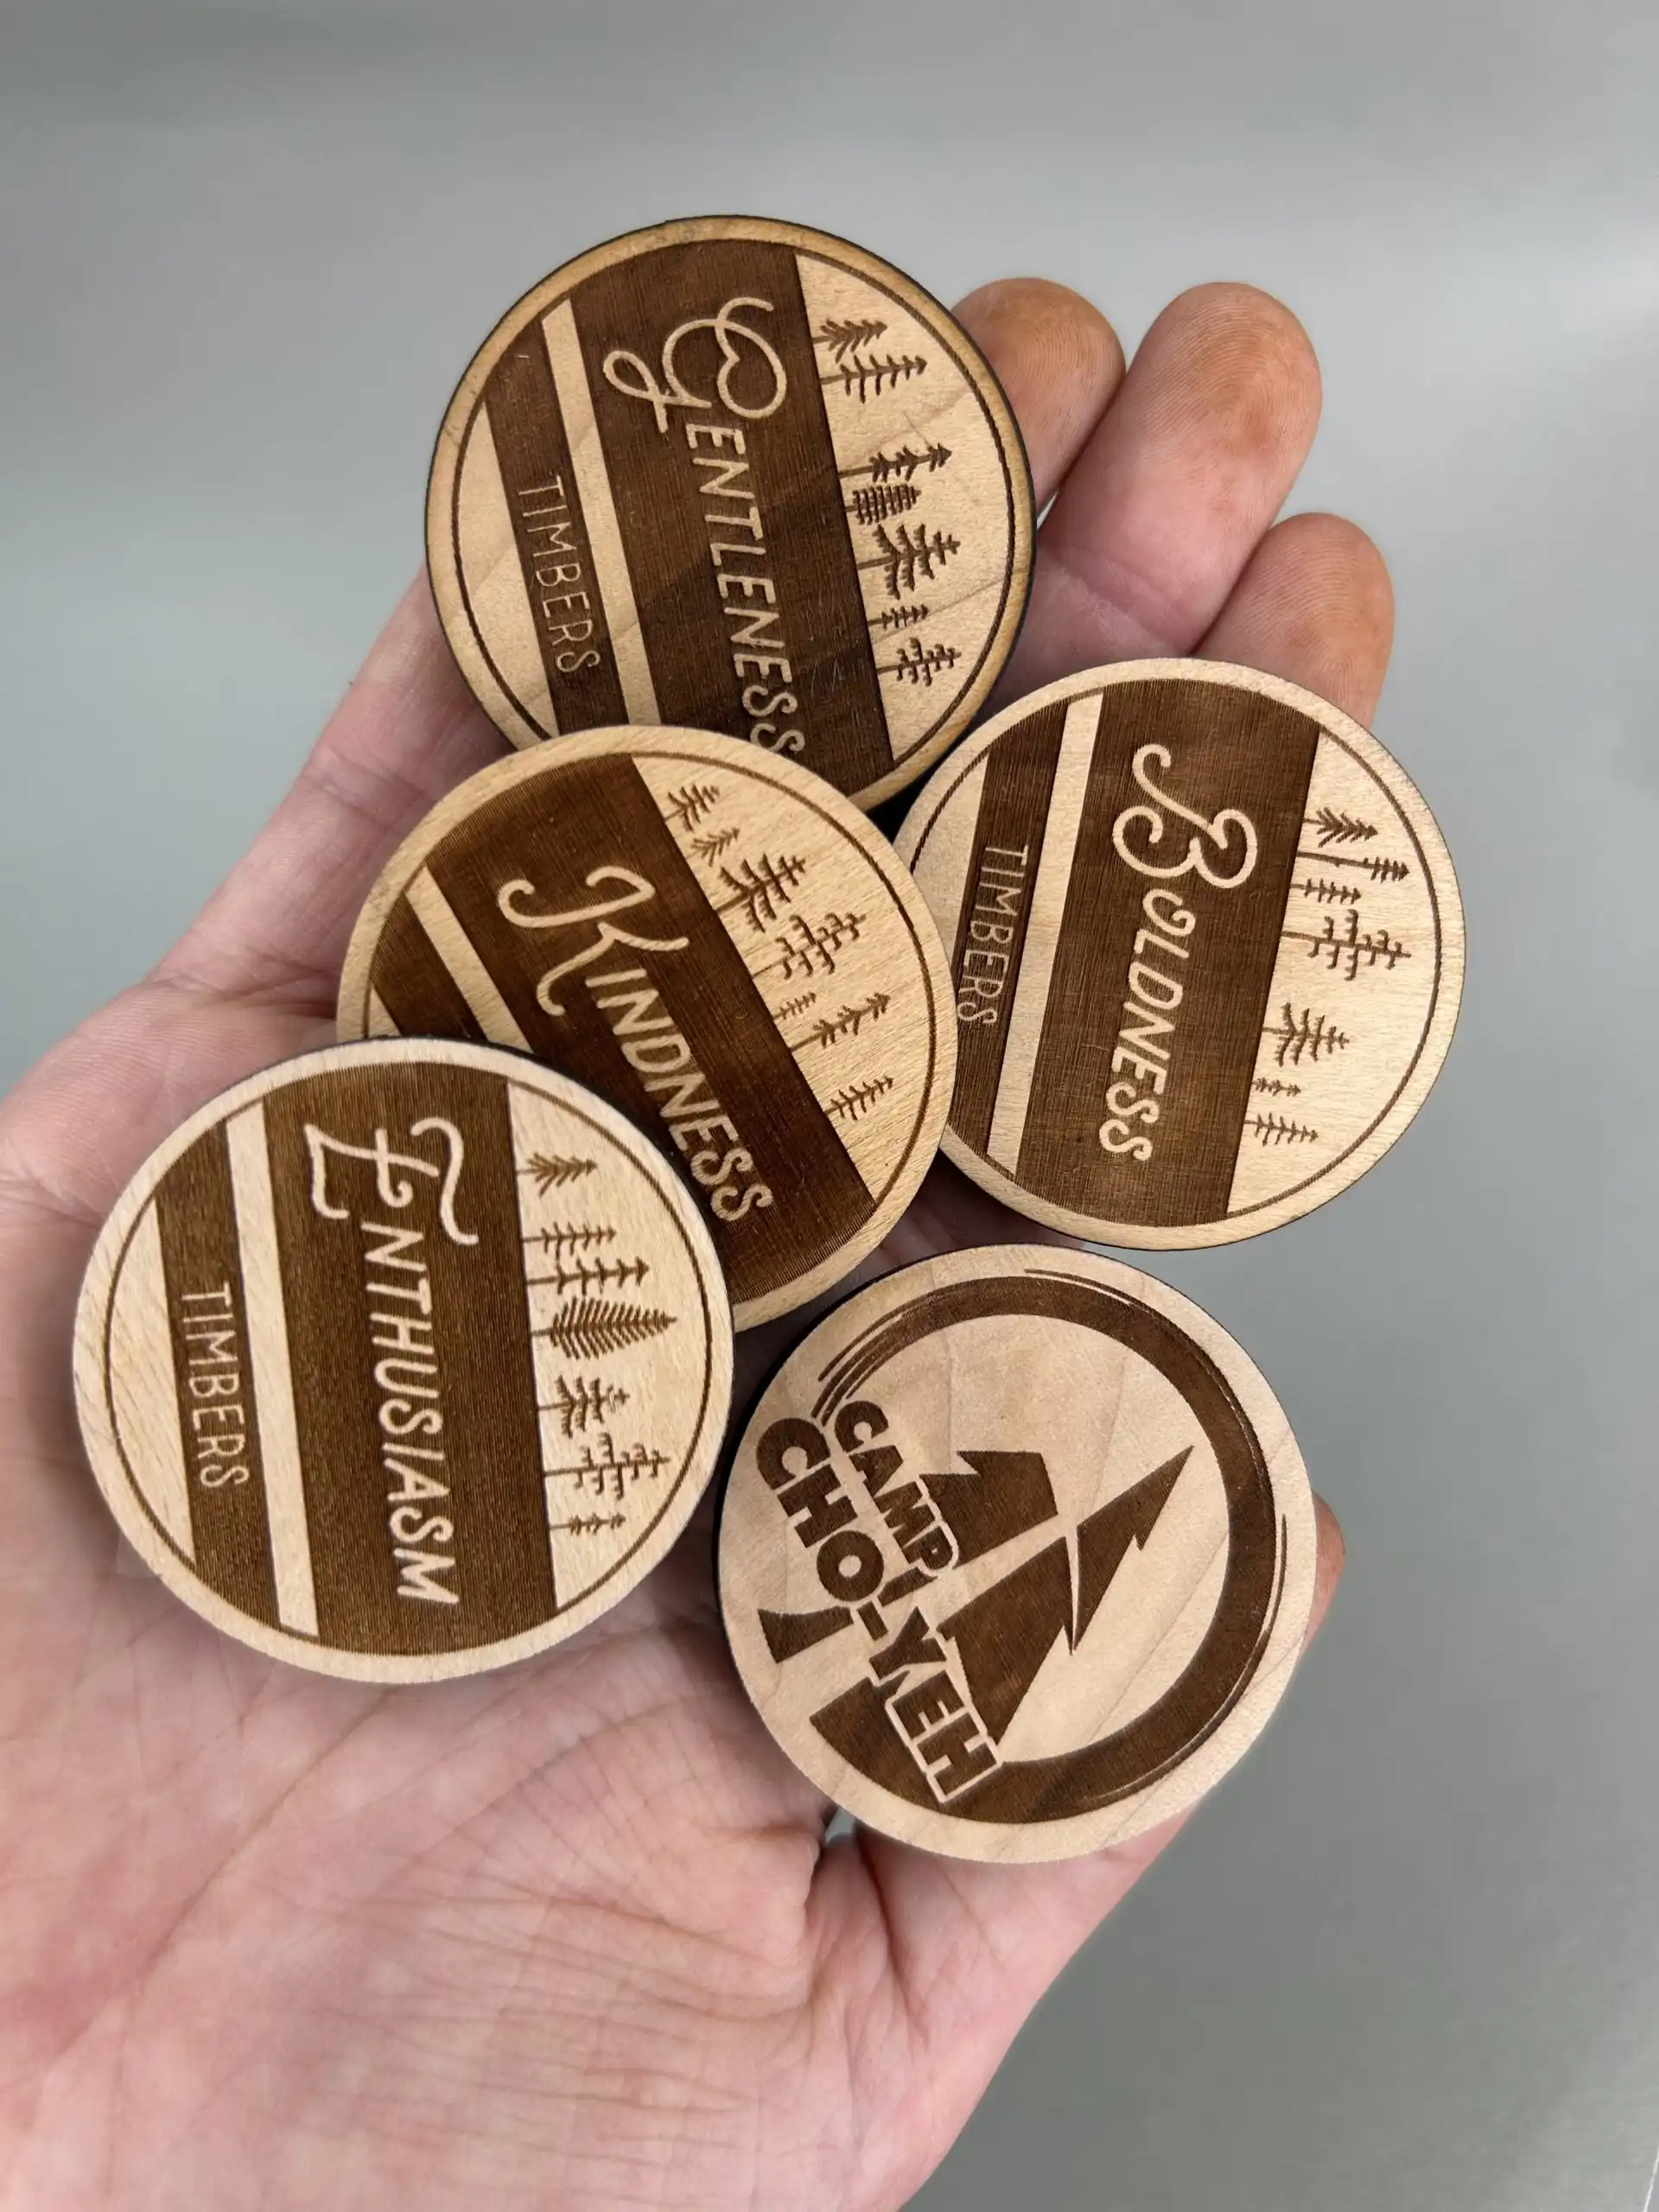 GENTLENESS
TIMBERS
BOLDNESS
TIMBERS
KINDNESS
ENTHUSIASM
TIMBERS
CAMP
CHO-YEH